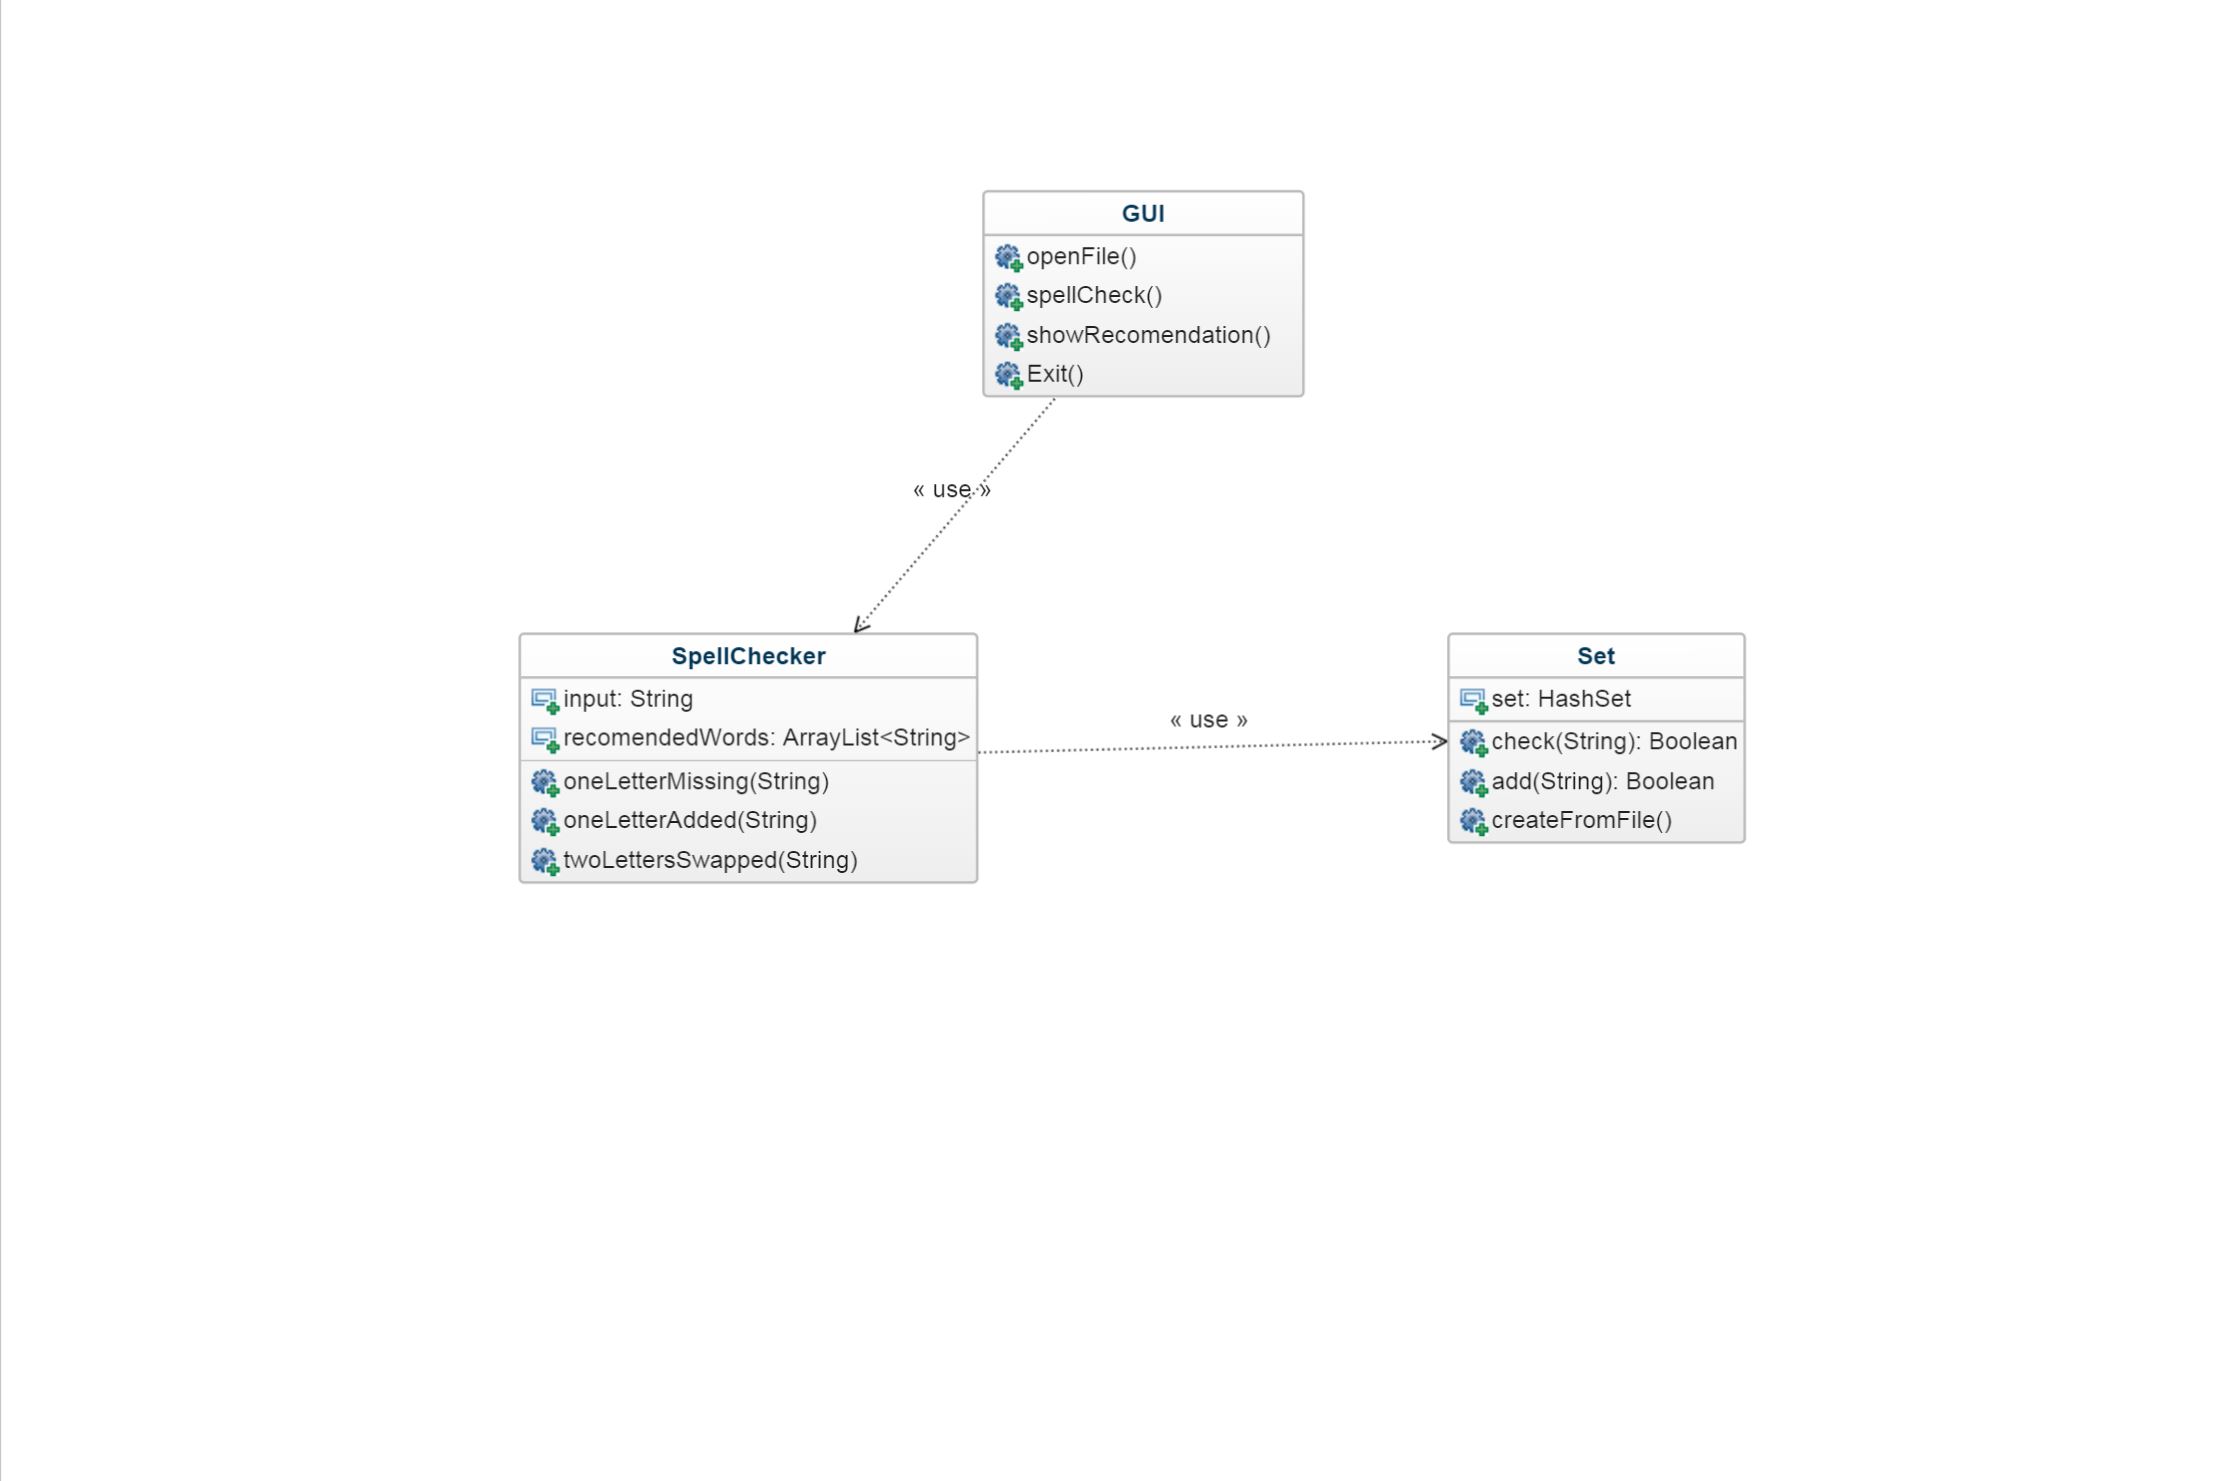 GUI
openFile()
spellCheck()
showRecomendation()
Exit()
« use »
SpellChecker
input: String
recomendedWords: ArrayList<String>
oneLetterMissing(String)
oneLetterAdded(String)
twoLettersSwapped(String)
« use »
Set
set: HashSet
check(String): Boolean
add(String): Boolean
createFromFile()